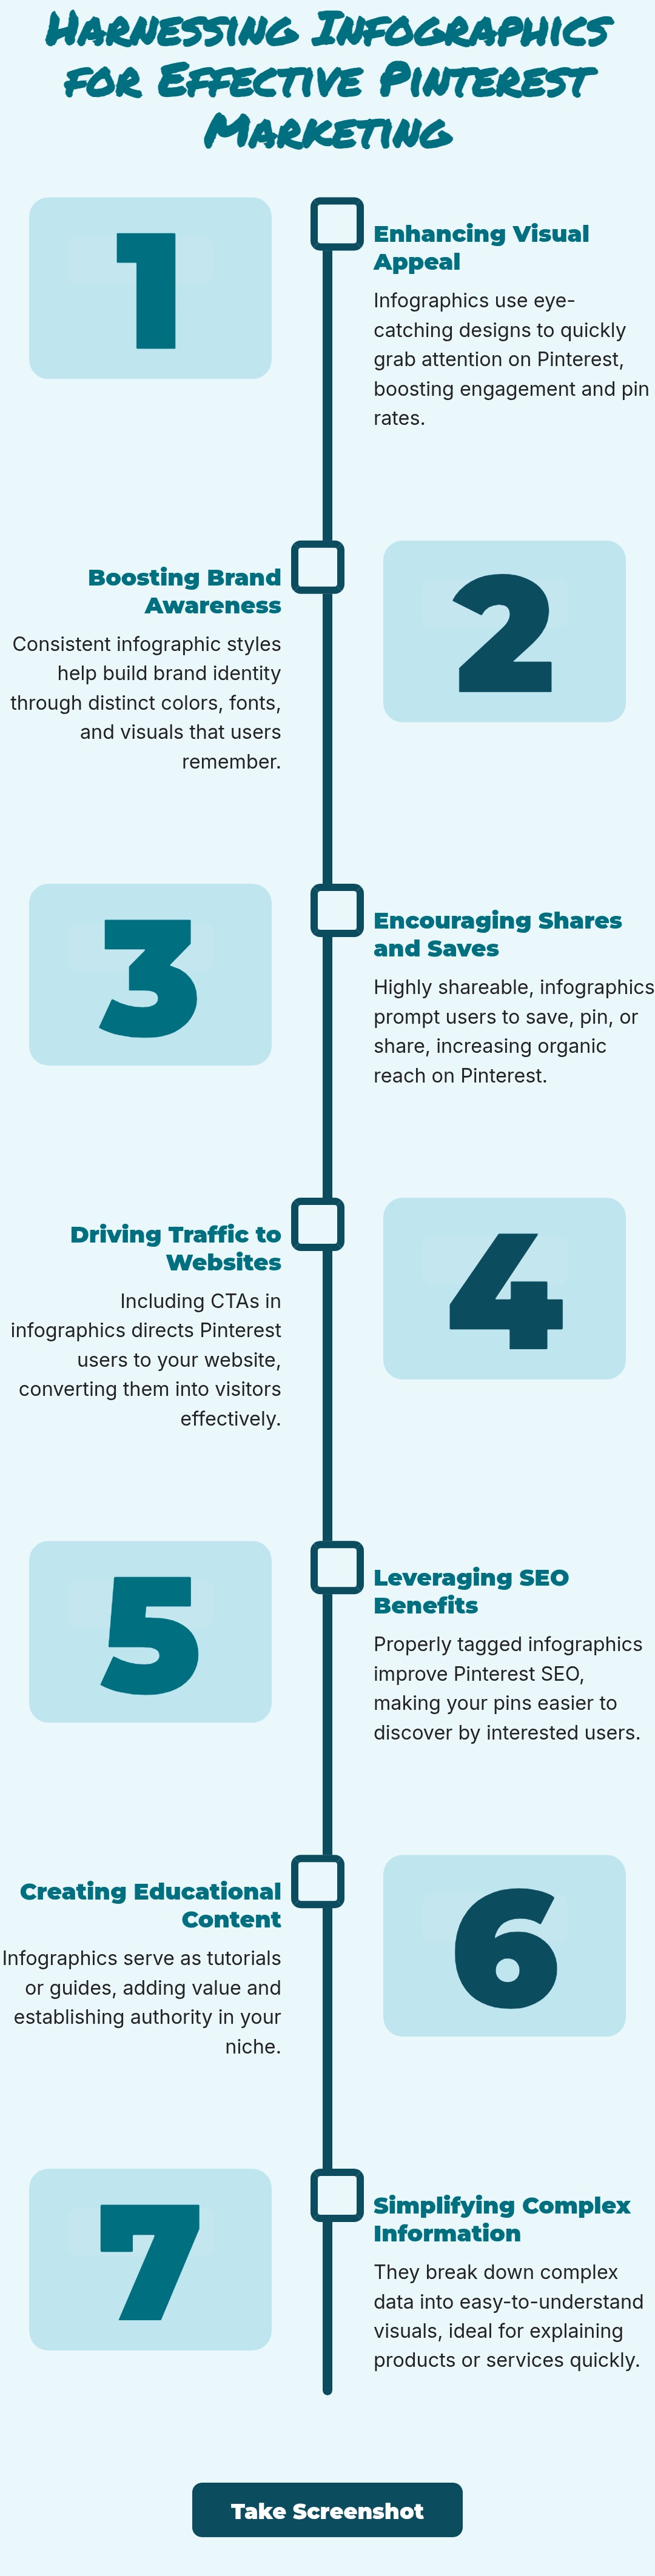 Harnessing Infographics
for Effective Pinterest
Marketing
1
Enhancing Visual
Appeal
Infographics use eye-
catching designs to quickly
grab attention on Pinterest,
boosting engagement and pin
rates.
Boosting Brand
Awareness
Consistent infographic styles
help build brand identity
through distinct colors, fonts,
and visuals that users
remember.
2
3
Encouraging Shares
and Saves
Highly shareable, infographics
prompt users to save, pin, or
share, increasing organic
reach on Pinterest.
Driving Traffic to
Websites
Including CTAs in
infographics directs Pinterest
users to your website,
converting them into visitors
effectively.
4
5
Leveraging SEO
Benefits
Properly tagged infographics
improve Pinterest SEO,
making your pins easier to
discover by interested users.
Creating Educational
Content
Infographics serve as tutorials
or guides, adding value and
establishing authority in your
niche.
6
7
Simplifying Complex
Information
They break down complex
data into easy-to-understand
visuals, ideal for explaining
products or services quickly.
Take Screenshot